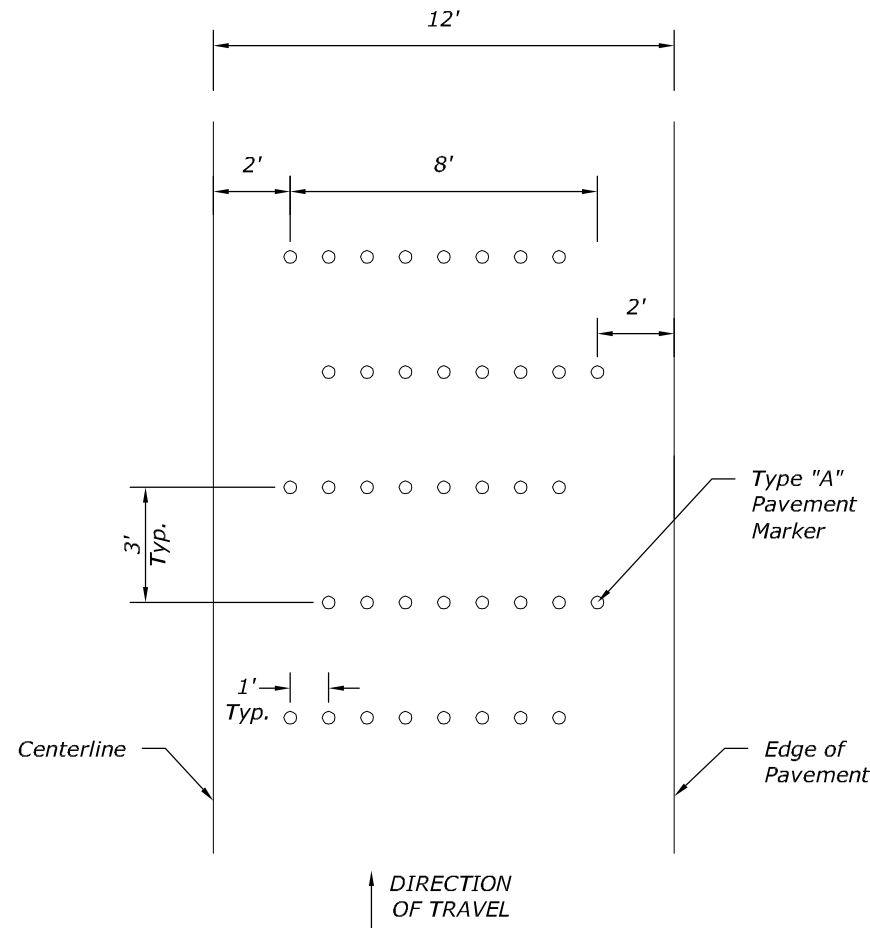 12'
2'
8'
2'
Type "A"
Pavement
Marker
3'
Typ.
1'
Typ.
Centerline
Edge of
Pavement
DIRECTION
OF TRAVEL